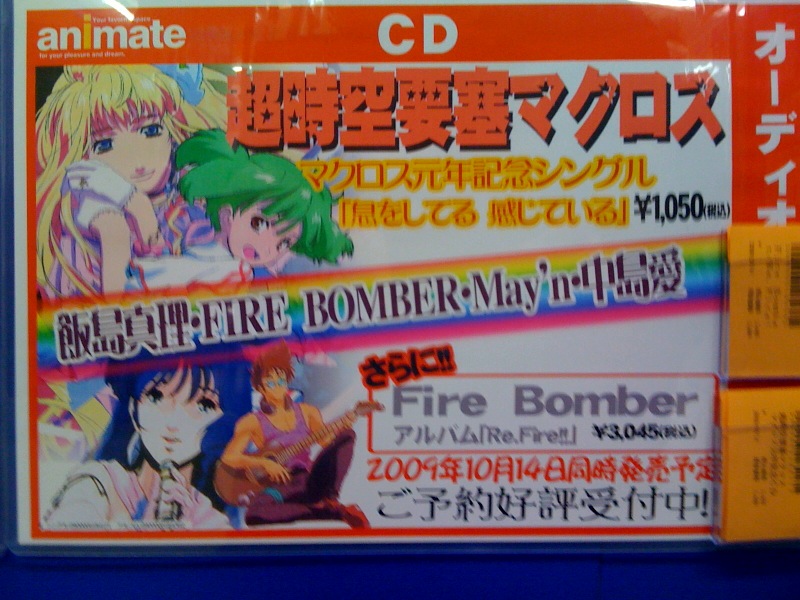 Your favorite space
animate
for your pleasure and dream.
CD
オーディオ
超時空要塞マクロス
マクロス元年記念シングル
「息をしてる 感じている」 ¥1,050(税込)
飯島真理・FIRE BOMBER・May'n・中島愛
さらに!!
Fire Bomber
アルバム「Re.Fire!!」 ¥3,045(税込)
2009年10月14日同時発売予定
ご予約好評受付中!